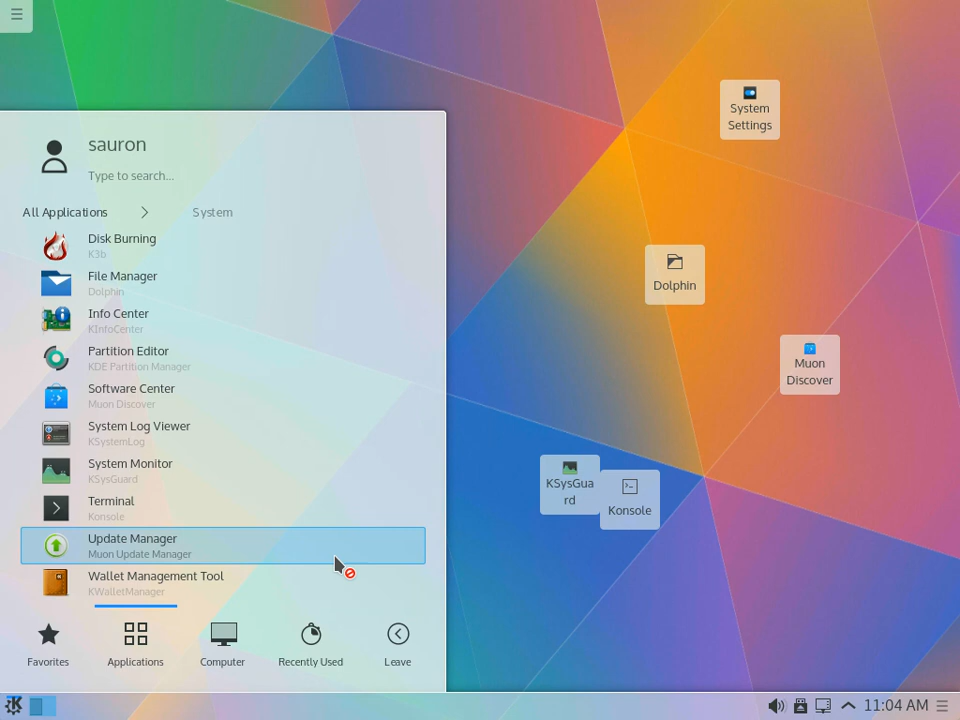 sauron
Type to search...
All Applications
System
Disk Burning
K3b
File Manager
Dolphin
Info Center
KInfoCenter
Partition Editor
KDE Partition Manager
Software Center
Muon Discover
System Log Viewer
KSystemLog
System Monitor
KSysGuard
Terminal
Konsole
Update Manager
Muon Update Manager
Wallet Management Tool
KWalletManager
Favorites
Applications
Computer
Recently Used
Leave
System
Settings
Dolphin
Muon
Discover
KSysGua
rd
Konsole
11:04 AM